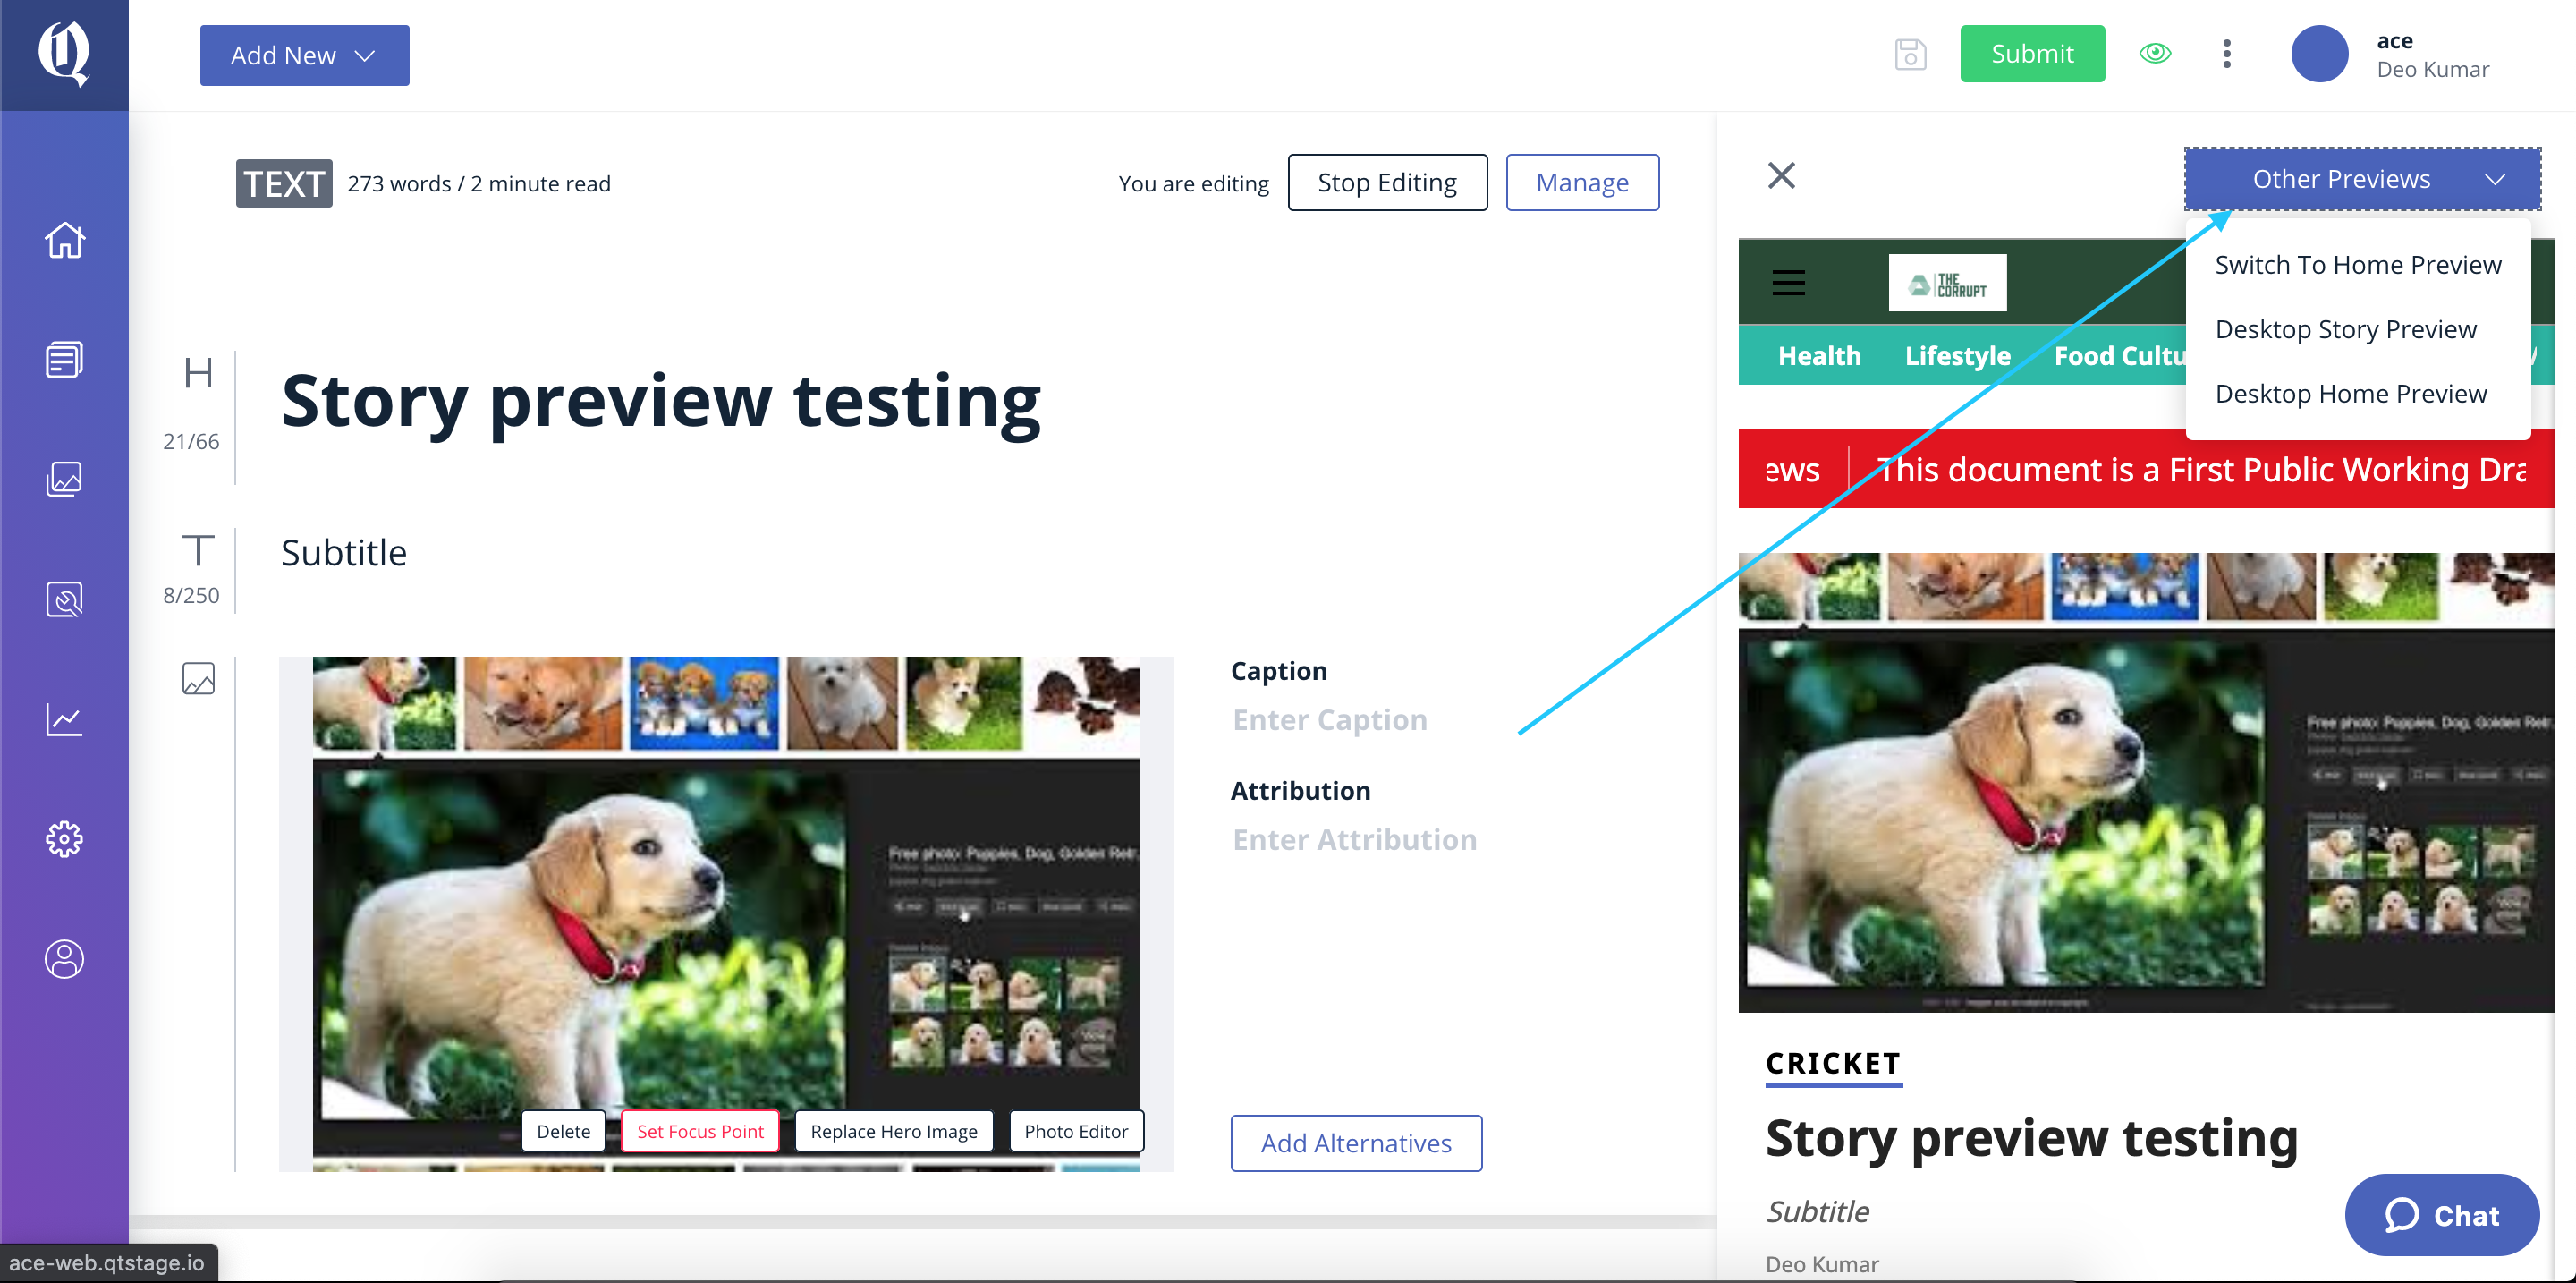 Add New
Submit
ace
Deo Kumar
TEXT 273 words / 2 minute read
You are editing
Stop Editing
Manage
Other Previews
Switch To Home Preview
Desktop Story Preview
Desktop Home Preview
THE
CORRUPT
Health Lifestyle Food Cultu
ews This document is a First Public Working Dra
H
21/66
Story preview testing
T
8/250
Subtitle
Caption
Enter Caption
Attribution
Enter Attribution
Free photo: Puppies, Dog, Golden Retr
Delete
Set Focus Point
Replace Hero Image
Photo Editor
Add Alternatives
Free photo: Puppies, Dog, Golden Retr
CRICKET
Story preview testing
Subtitle
Deo Kumar
Chat
ace-web.qtstage.io